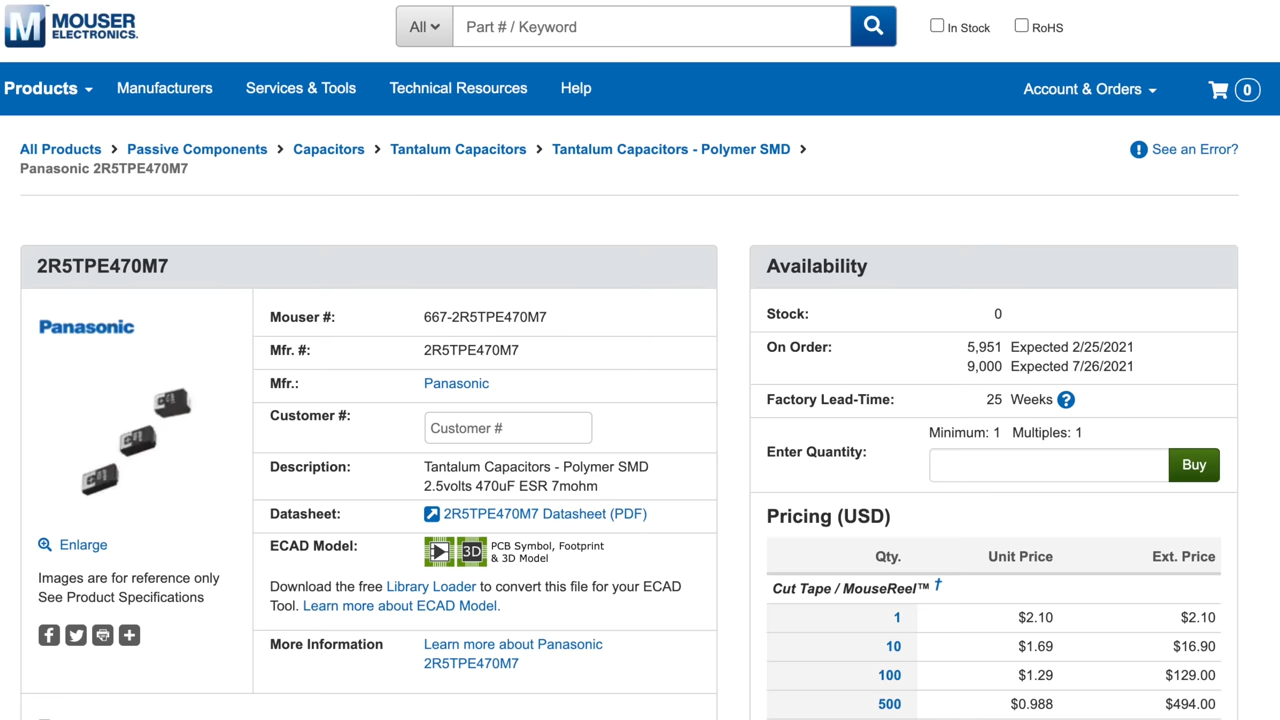 MOUSER
ELECTRONICS.
All
Part # / Keyword
In Stock
RoHS
Products
Manufacturers
Services & Tools
Technical Resources
Help
Account & Orders
0
All Products > Passive Components > Capacitors > Tantalum Capacitors > Tantalum Capacitors - Polymer SMD >
Panasonic 2R5TPE470M7
See an Error?
2R5TPE470M7
Panasonic
Enlarge
Images are for reference only
See Product Specifications
Mouser #: 667-2R5TPE470M7
Mfr. #: 2R5TPE470M7
Mfr.: Panasonic
Customer #: Customer #
Description: Tantalum Capacitors - Polymer SMD
2.5volts 470uF ESR 7mohm
Datasheet: 2R5TPE470M7 Datasheet (PDF)
ECAD Model: 3D PCB Symbol, Footprint
& 3D Model
Download the free Library Loader to convert this file for your ECAD
Tool. Learn more about ECAD Model.
More Information Learn more about Panasonic
2R5TPE470M7
Availability
Stock: 0
On Order: 5,951 Expected 2/25/2021
9,000 Expected 7/26/2021
Factory Lead-Time: 25 Weeks ?
Minimum: 1 Multiples: 1
Enter Quantity: Buy
Pricing (USD)
Qty. Unit Price Ext. Price
Cut Tape / MouseReel™ †
1 $2.10 $2.10
10 $1.69 $16.90
100 $1.29 $129.00
500 $0.988 $494.00